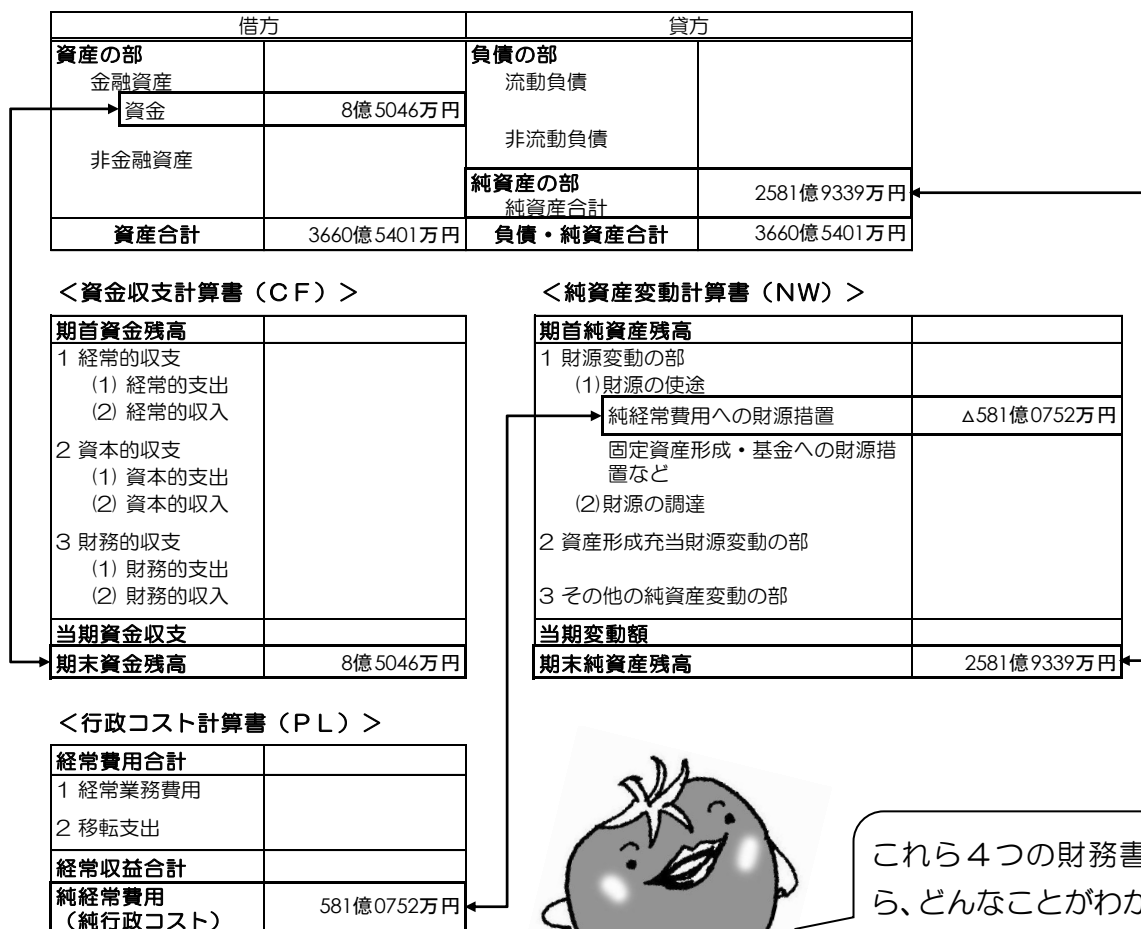 借方 貸方
資産の部 負債の部
金融資産 流動負債
資金 8億5046万円
非流動負債
非金融資産
純資産の部 2581億9339万円
純資産合計
資産合計 3660億5401万円 負債・純資産合計 3660億5401万円
＜資金収支計算書（ＣＦ）＞
期首資金残高
1 経常的収支
(1) 経常的支出
(2) 経常的収入
2 資本的収支
(1) 資本的支出
(2) 資本的収入
3 財務的収支
(1) 財務的支出
(2) 財務的収入
当期資金収支
期末資金残高 8億5046万円
＜純資産変動計算書（ＮＷ）＞
期首純資産残高
1 財源変動の部
(1)財源の使途
純経常費用への財源措置 △581億0752万円
固定資産形成・基金への財源措
置など
(2)財源の調達
2 資産形成充当財源変動の部
3 その他の純資産変動の部
当期変動額
期末純資産残高 2581億9339万円
＜行政コスト計算書（ＰＬ）＞
経常費用合計
1 経常業務費用
2 移転支出
経常収益合計
純経常費用 581億0752万円
（純行政コスト）
これら４つの財務書
ら、どんなことがわか